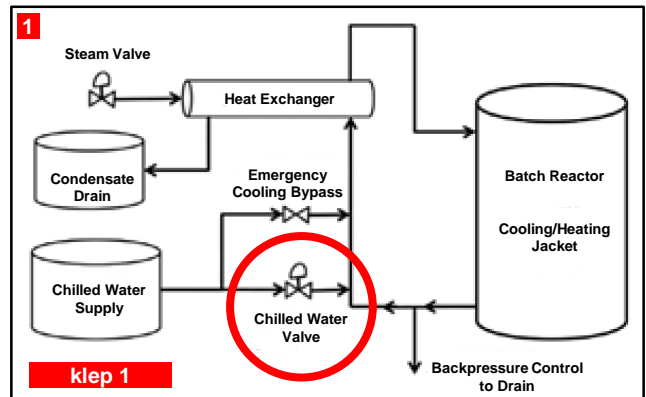 1
Steam Valve
Heat Exchanger
Condensate
Drain
Emergency
Cooling Bypass
Batch Reactor
Cooling/Heating
Jacket
Chilled Water
Supply
Chilled Water
Valve
klep 1
Backpressure Control
to Drain